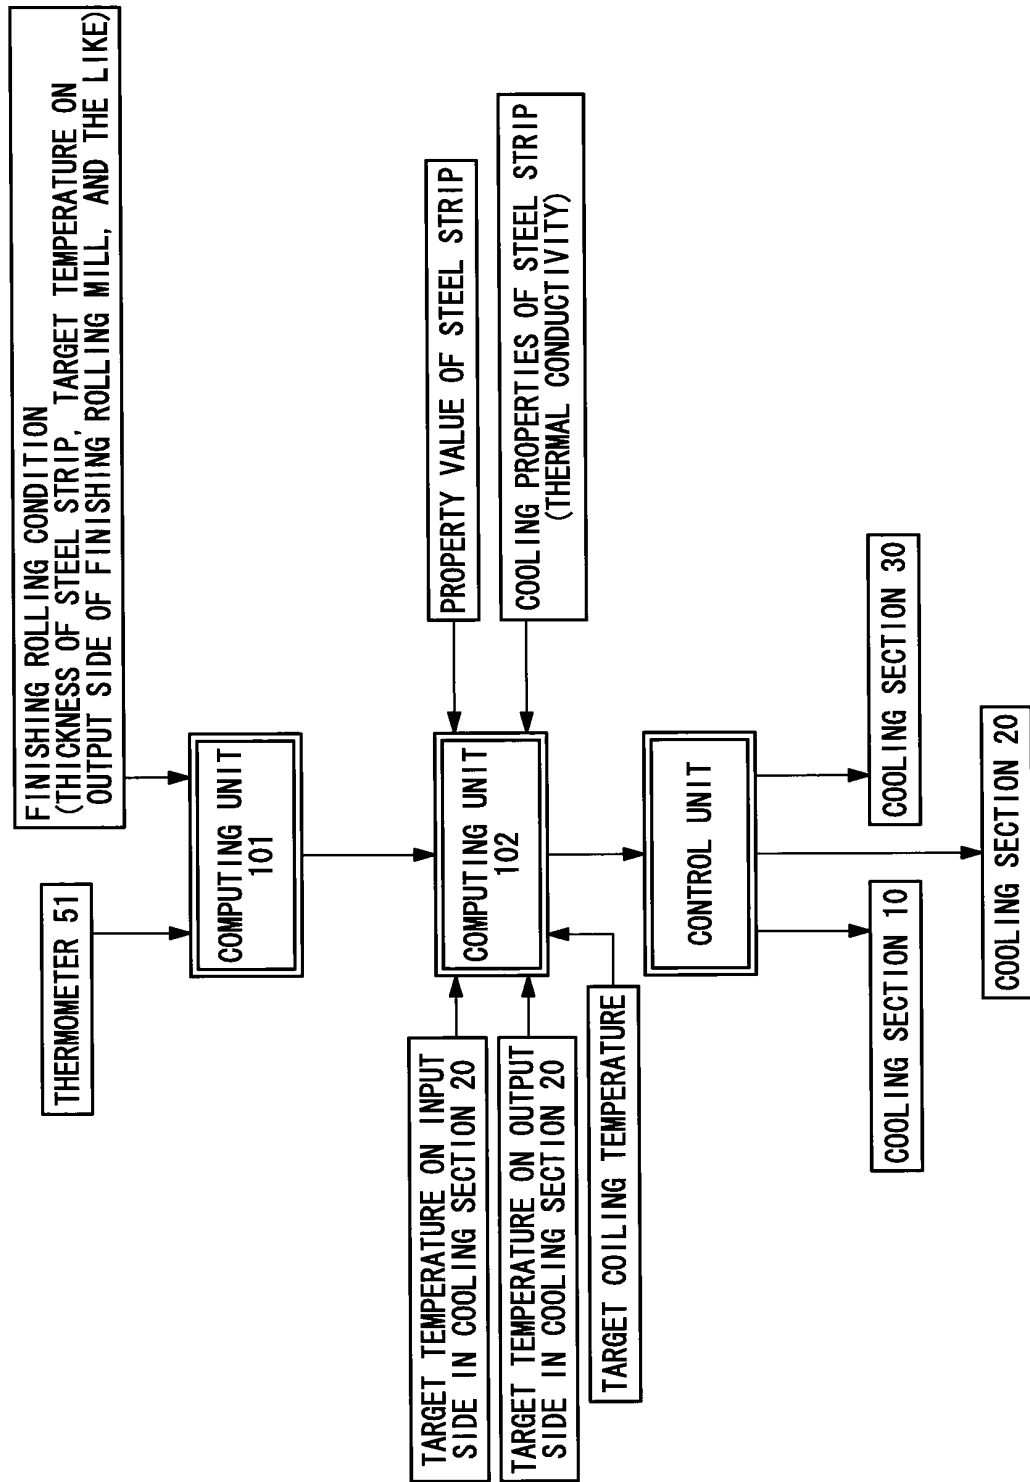 FINISHING ROLLING CONDITION
(THICKNESS OF STEEL STRIP, TARGET TEMPERATURE ON
OUTPUT SIDE OF FINISHING ROLLING MILL, AND THE LIKE)
THERMOMETER 51
COMPUTING UNIT
101
PROPERTY VALUE OF STEEL STRIP
COOLING PROPERTIES OF STEEL STRIP
(THERMAL CONDUCTIVITY)
COMPUTING UNIT
102
TARGET TEMPERATURE ON INPUT
SIDE IN COOLING SECTION 20
TARGET TEMPERATURE ON OUTPUT
SIDE IN COOLING SECTION 20
TARGET COILING TEMPERATURE
CONTROL UNIT
COOLING SECTION 10
COOLING SECTION 30
COOLING SECTION 20